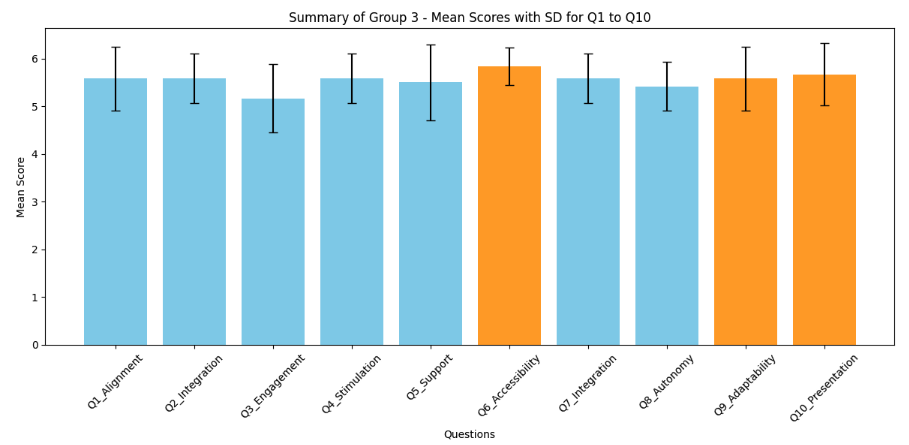 Summary of Group 3 - Mean Scores with SD for Q1 to Q10
Mean Score
6
5
4
3
2
1
0
Q1_Alignment
Q2_Integration
Q3_Engagement
Q4_Stimulation
Q5_Support
Q6_Accessibility
Q7_Integration
Q8_Autonomy
Q9_Adaptability
Q10_Presentation
Questions